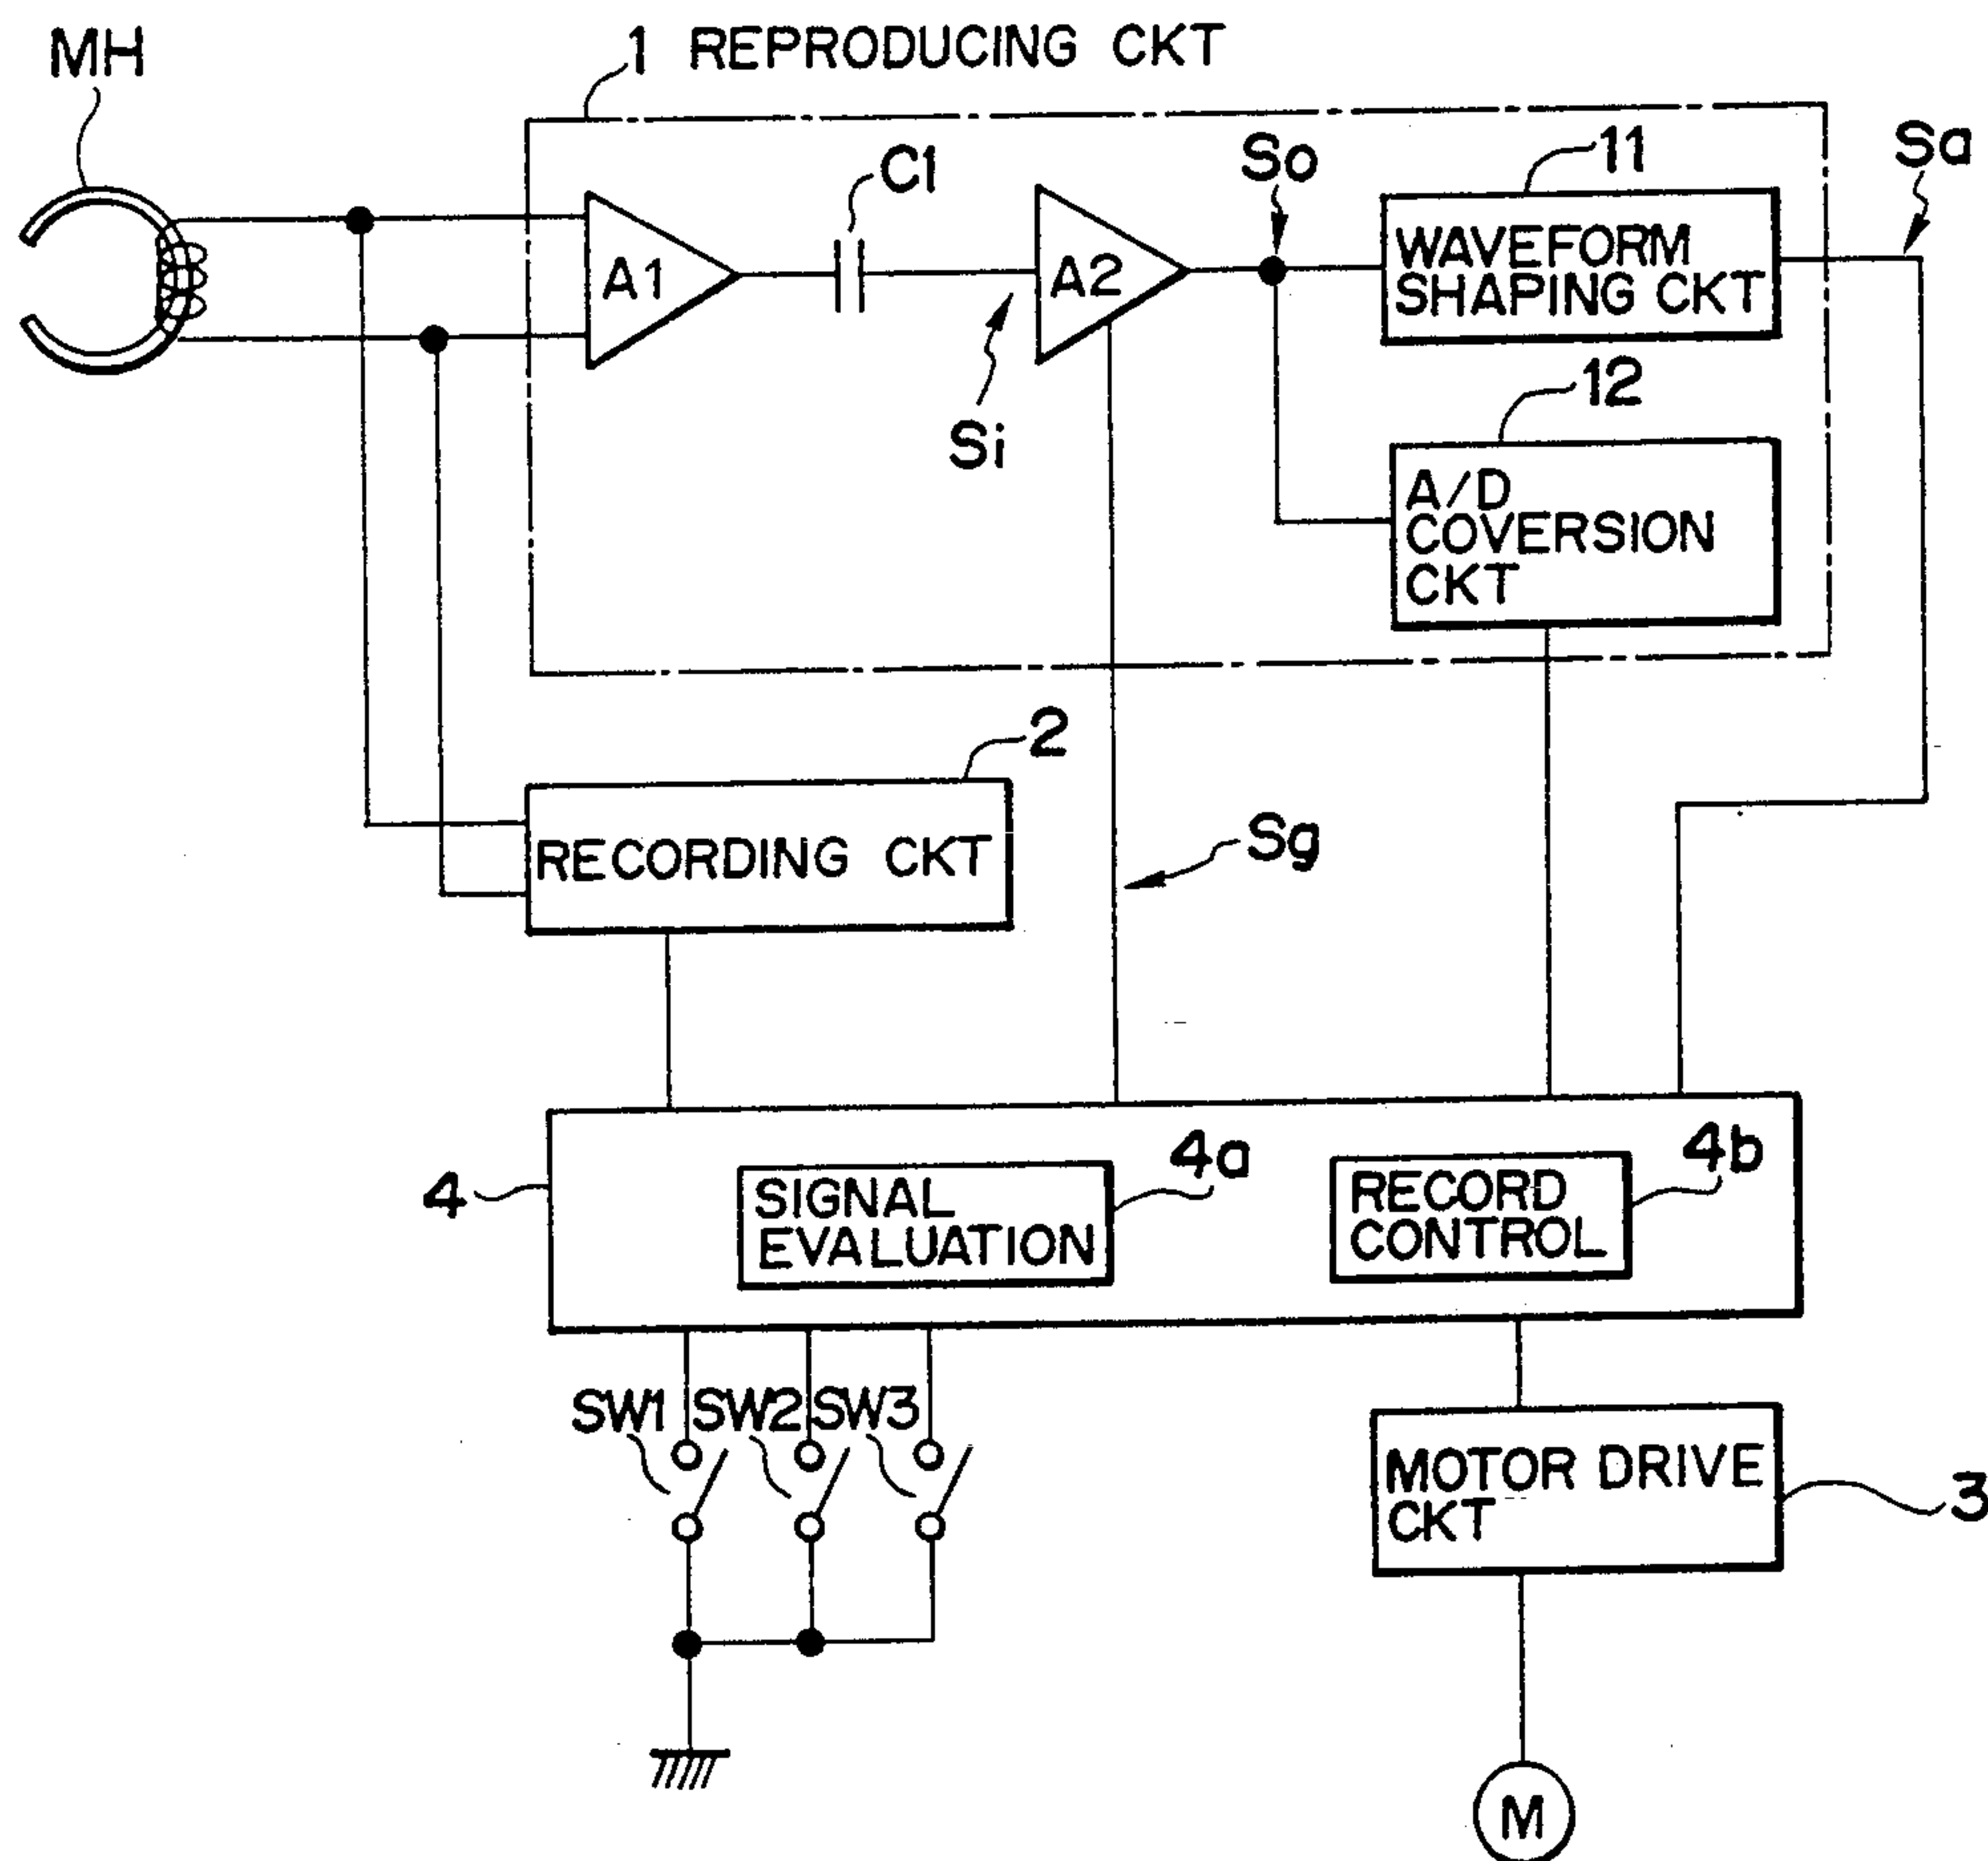 MH
1 REPRODUCING CKT
C1
So
11
Sa
A1
A2
WAVEFORM
SHAPING CKT
Si
12
A/D
COVERSION
CKT
2
RECORDING CKT
Sg
4
4a
4b
SIGNAL
EVALUATION
RECORD
CONTROL
SW1 SW2 SW3
MOTOR DRIVE
CKT
3
M